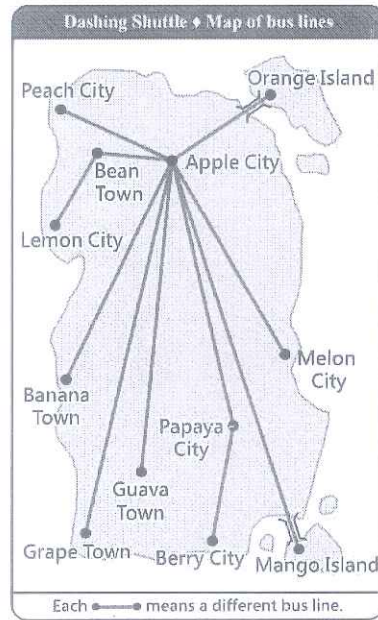 Dashing Shuttle ♦ Map of bus lines
Orange Island
Peach City
Apple City
Bean
Town
Lemon City
Melon
City
Banana
Town
Papaya
City
Guava
Town
Grape Town
Berry City
Mango Island
Each ●—● means a different bus line.